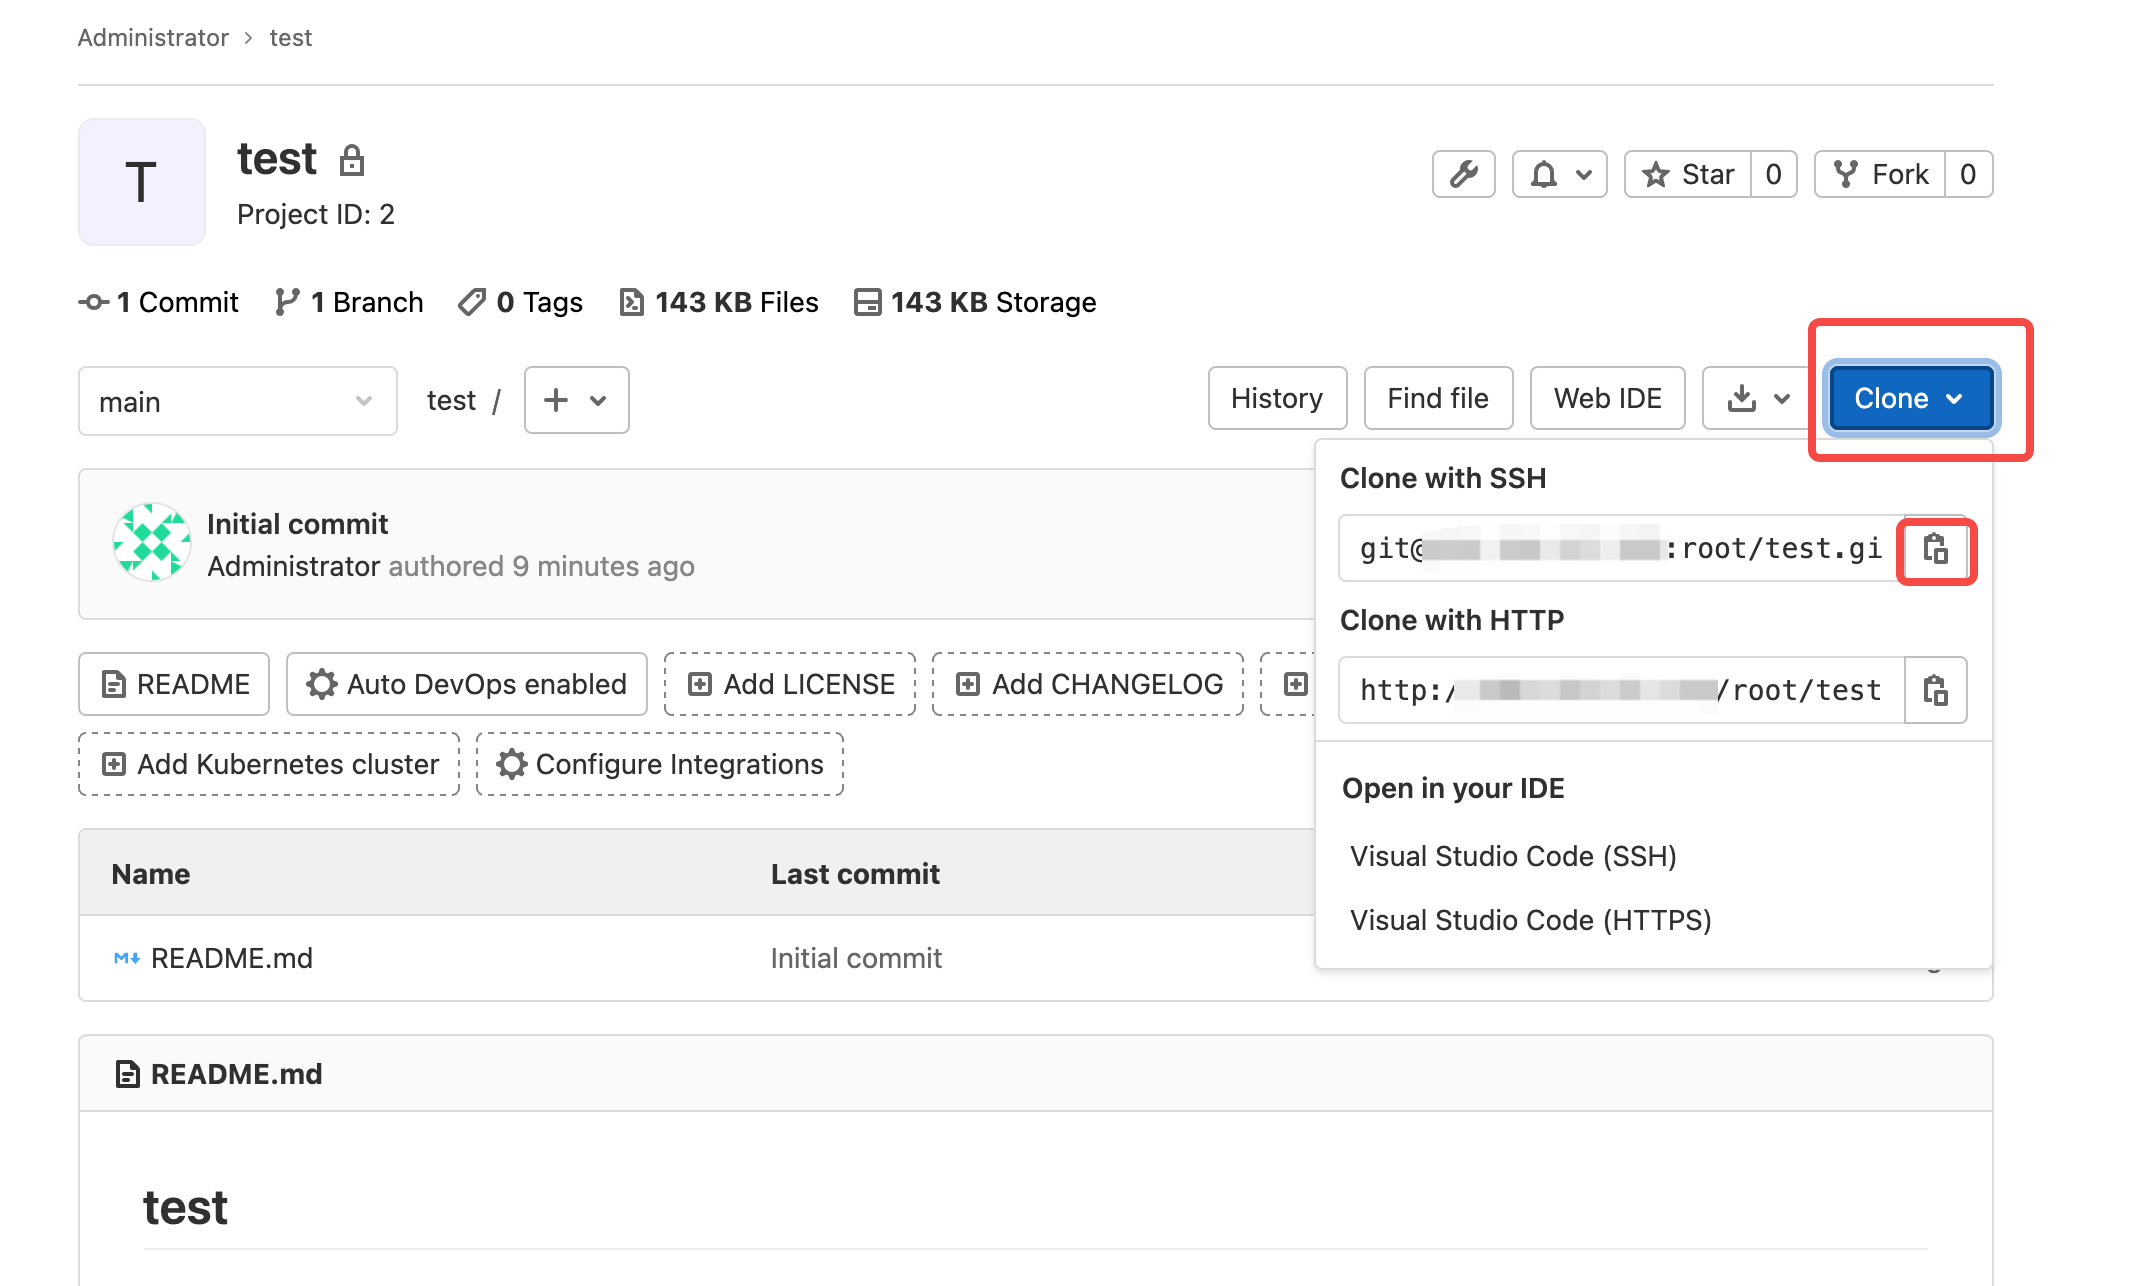 Administrator > test
T
test
Project ID: 2
Star 0
Fork 0
1 Commit 1 Branch 0 Tags 143 KB Files 143 KB Storage
main
test /
History
Find file
Web IDE
Clone
Clone with SSH
git@ :root/test.gi
Clone with HTTP
http:/ /root/test
Open in your IDE
Visual Studio Code (SSH)
Visual Studio Code (HTTPS)
Initial commit
Administrator authored 9 minutes ago
README
Auto DevOps enabled
Add LICENSE
Add CHANGELOG
Add Kubernetes cluster
Configure Integrations
Name Last commit
README.md Initial commit
README.md
test